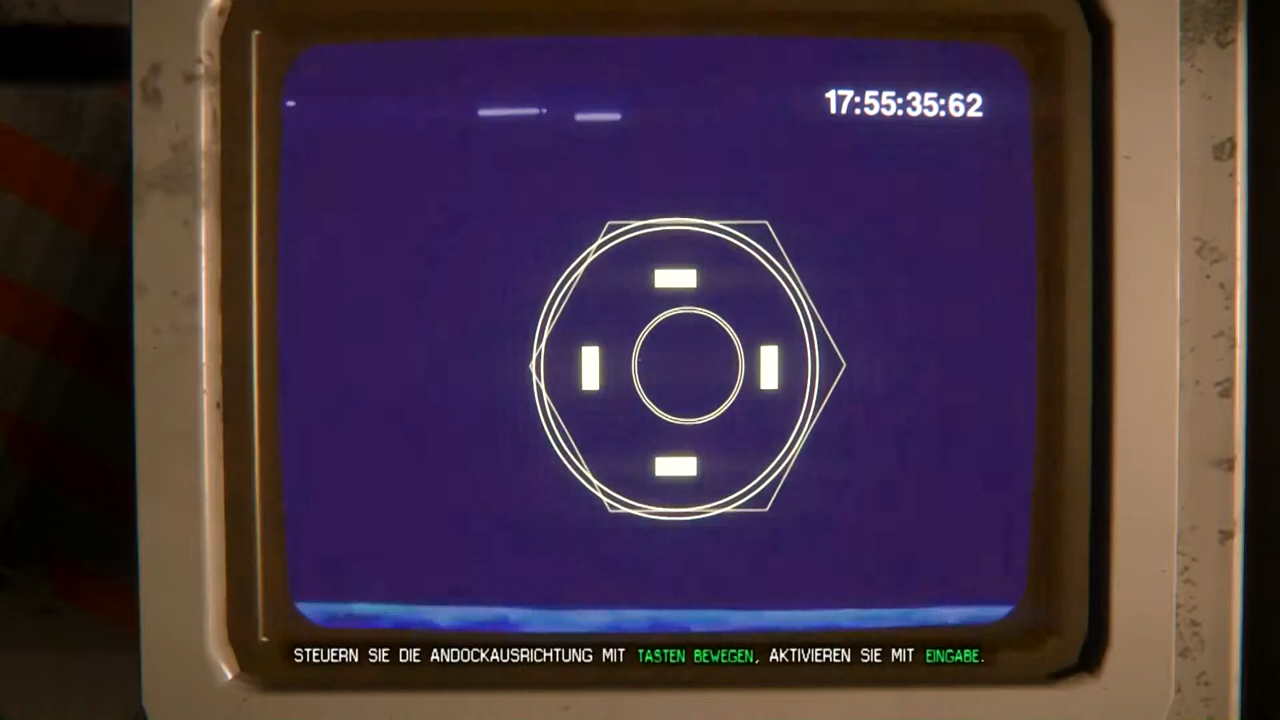 17:55:35:62
STEUERN SIE DIE ANDOCKAUSRICHTUNG MIT TASTEN BEWEGEN, AKTIVIEREN SIE MIT EINGABE.